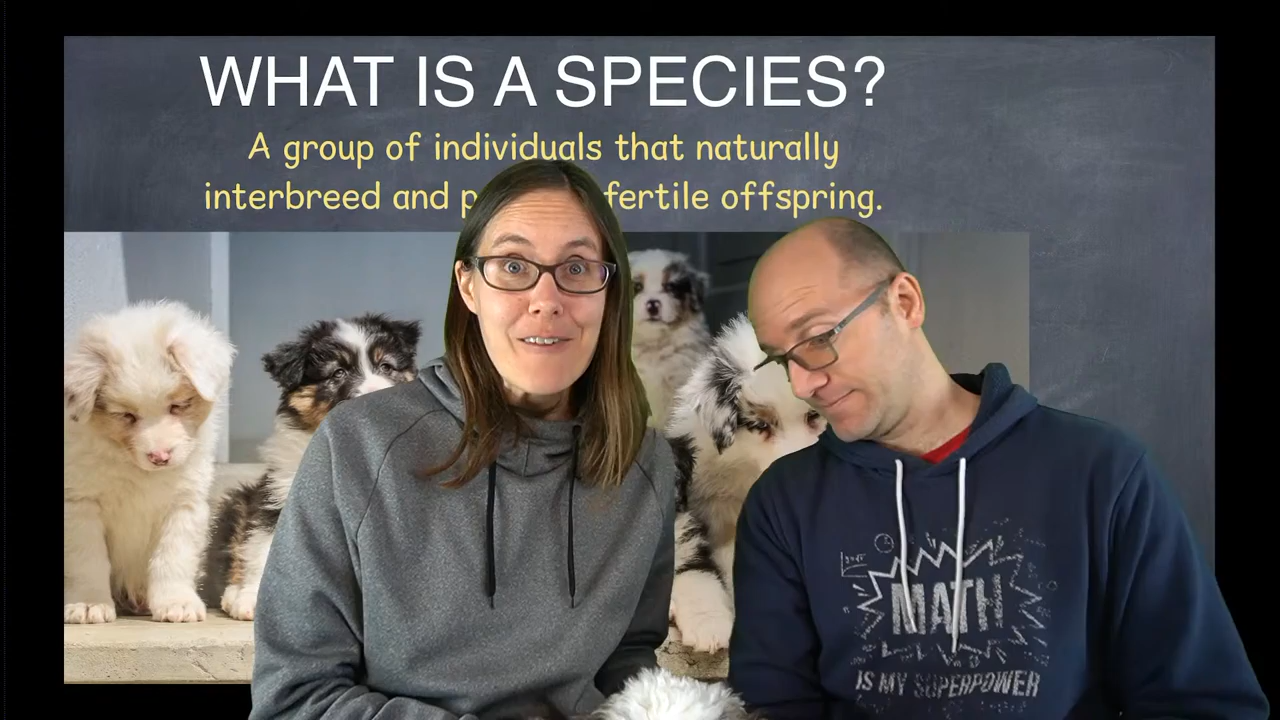 WHAT IS A SPECIES?
A group of individuals that naturally
interbreed and fertile offspring.
MATH
IS MY SUPERPOWER